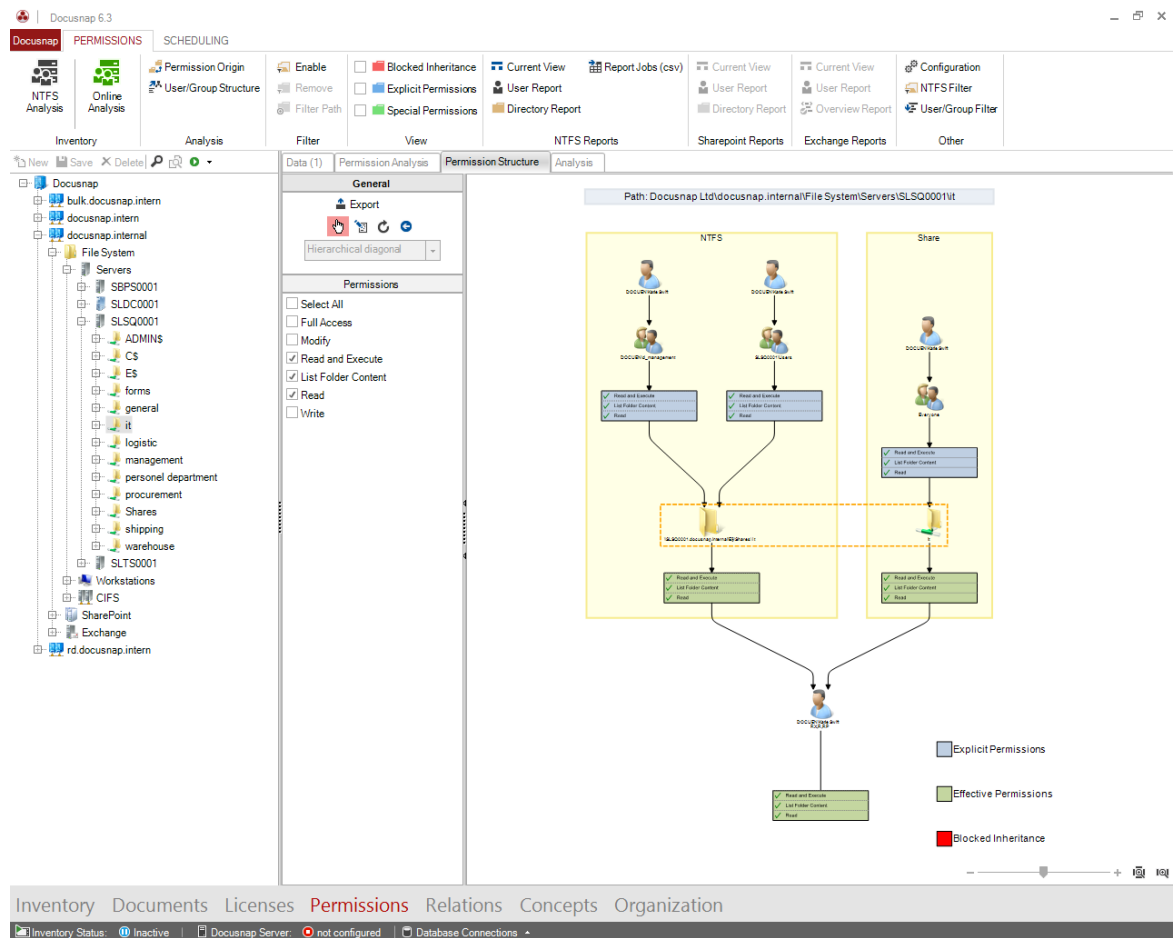 Docusnap 6.3
Docusnap PERMISSIONS SCHEDULING
NTFS Analysis
Online Analysis
Inventory
Permission Origin
User/Group Structure
Analysis
Enable
Remove
Filter Path
Filter
Blocked Inheritance
Explicit Permissions
Special Permissions
View
Current View
User Report
Directory Report
Report Jobs (csv)
NTFS Reports
Current View
User Report
Directory Report
Sharepoint Reports
Current View
User Report
Overview Report
Exchange Reports
Configuration
NTFS Filter
User/Group Filter
Other
New Save Delete
Docusnap
bulk.docusnap.intern
docusnap.intern
docusnap.internal
File System
Servers
SBPS0001
SLDC0001
SLSQ0001
ADMIN$
C$
E$
forms
general
it
logistic
management
personel department
procurement
Shares
shipping
warehouse
SLTS0001
Workstations
CIFS
SharePoint
Exchange
rd.docusnap.intern
Data (1) Permission Analysis Permission Structure Analysis
General
Export
Hierarchical diagonal
Permissions
Select All
Full Access
Modify
Read and Execute
List Folder Content
Read
Write
Path: Docusnap Ltd\docusnap.internal\File System\Servers\SLSQ0001\it
NTFS
Share
Everyone
Read and Execute
List Folder Content
Read
Read and Execute
List Folder Content
Read
Read and Execute
List Folder Content
Read
Read and Execute
List Folder Content
Read
Read and Execute
List Folder Content
Read
Read and Execute
List Folder Content
Read
Explicit Permissions
Effective Permissions
Blocked Inheritance
Inventory Documents Licenses Permissions Relations Concepts Organization
Inventory Status: Inactive Docusnap Server: not configured Database Connections